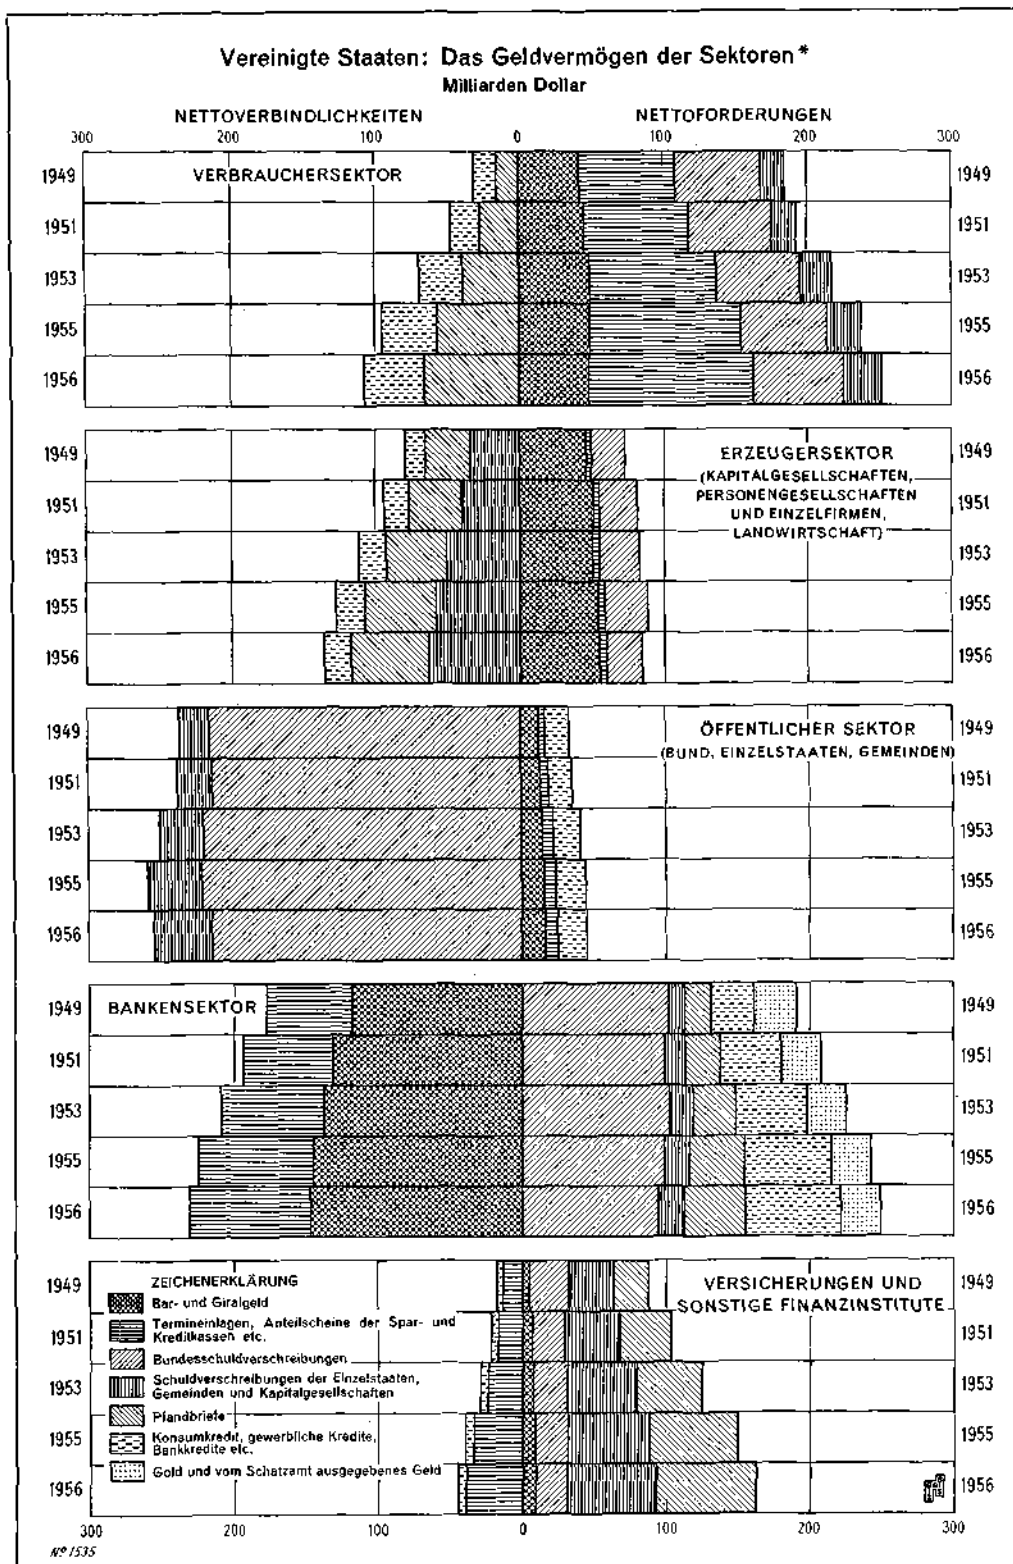 Vereinigte Staaten: Das Geldvermögen der Sektoren*
Milliarden Dollar
NETTOVERBINDLICHKEITEN NETTOFORDERUNGEN
300 200 100 0 100 200 300
1949 VERBRAUCHERSEKTOR 1949
1951 1951
1953 1953
1955 1955
1956 1956
1949 ERZEUGERSEKTOR 1949
(KAPITALGESELLSCHAFTEN,
1951 PERSONENGESELLSCHAFTEN 1951
UND EINZELFIRMEN,
LANDWIRTSCHAFT)
1953 1953
1955 1955
1956 1956
1949 ÖFFENTLICHER SEKTOR 1949
(BUND, EINZELSTAATEN, GEMEINDEN)
1951 1951
1953 1953
1955 1955
1956 1956
1949 BANKENSEKTOR 1949
1951 1951
1953 1953
1955 1955
1956 1956
1949 ZEICHENERKLÄRUNG VERSICHERUNGEN UND 1949
Bar- und Giralgeld SONSTIGE FINANZINSTITUTE
1951 Termineinlagen, Anteilscheine der Spar- und 1951
Kreditkassen etc.
Bundesschuldverschreibungen
1953 Schuldverschreibungen der Einzelstaaten, 1953
Gemeinden und Kapitalgesellschaften
Pfandbriefe
1955 Konsumkredit, gewerbliche Kredite, 1955
Bankkredite etc.
1956 Gold und vom Schatzamt ausgegebenes Geld 1956
300 200 100 0 100 200 300
Nº 1535